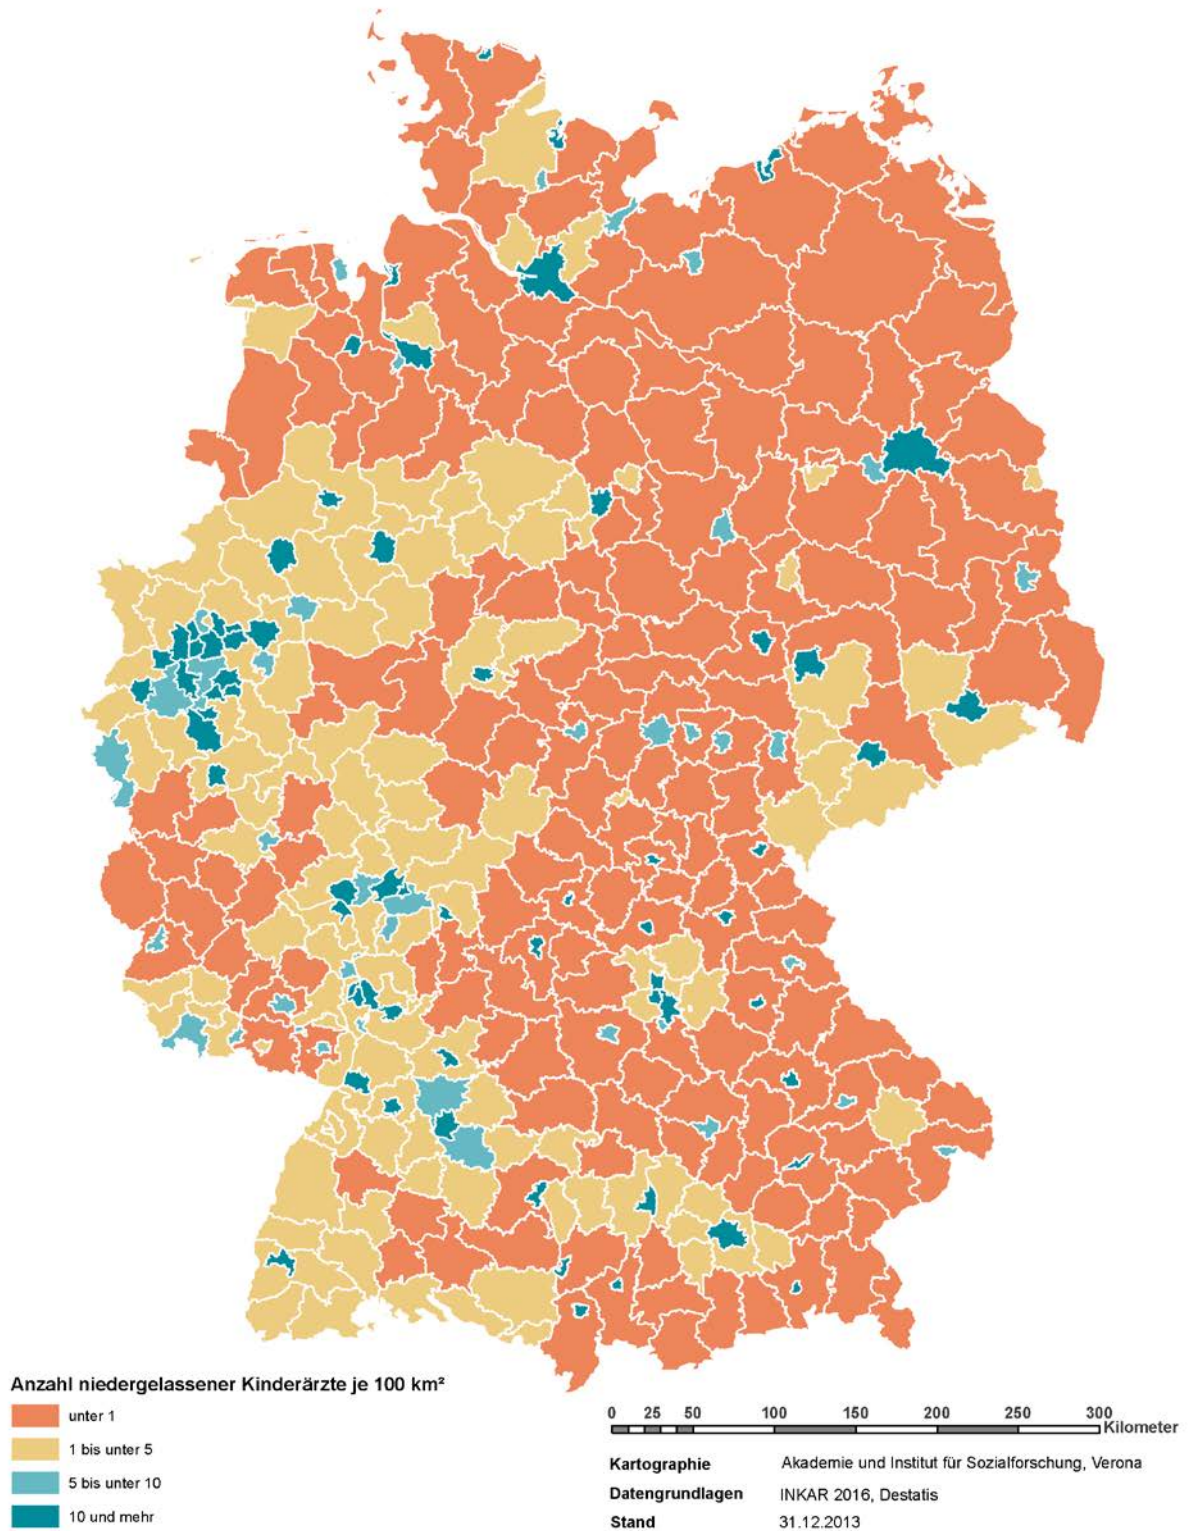 Anzahl niedergelassener Kinderärzte je 100 km²
unter 1
1 bis unter 5
5 bis unter 10
10 und mehr
0 25 50 100 150 200 250 300
Kilometer
Kartographie Akademie und Institut für Sozialforschung, Verona
Datengrundlagen INKAR 2016, Destatis
Stand 31.12.2013